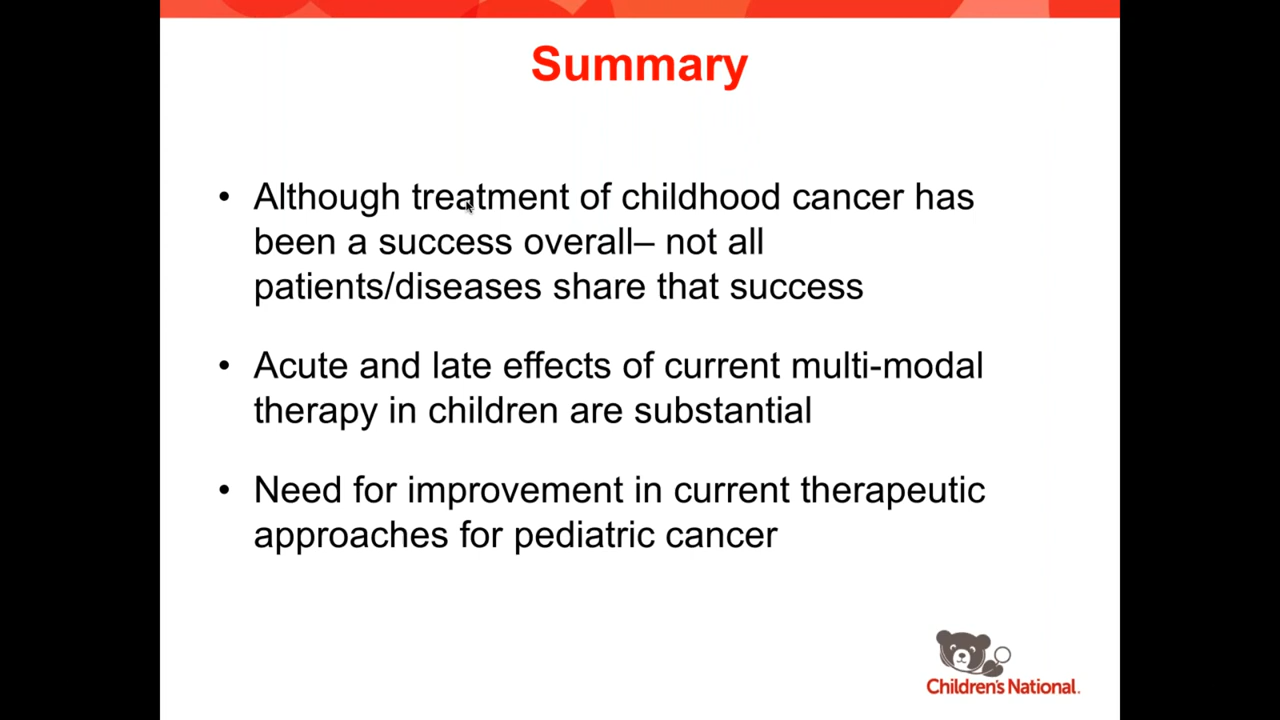 Summary
• Although treatment of childhood cancer has
been a success overall– not all
patients/diseases share that success
• Acute and late effects of current multi-modal
therapy in children are substantial
• Need for improvement in current therapeutic
approaches for pediatric cancer
Children's National.